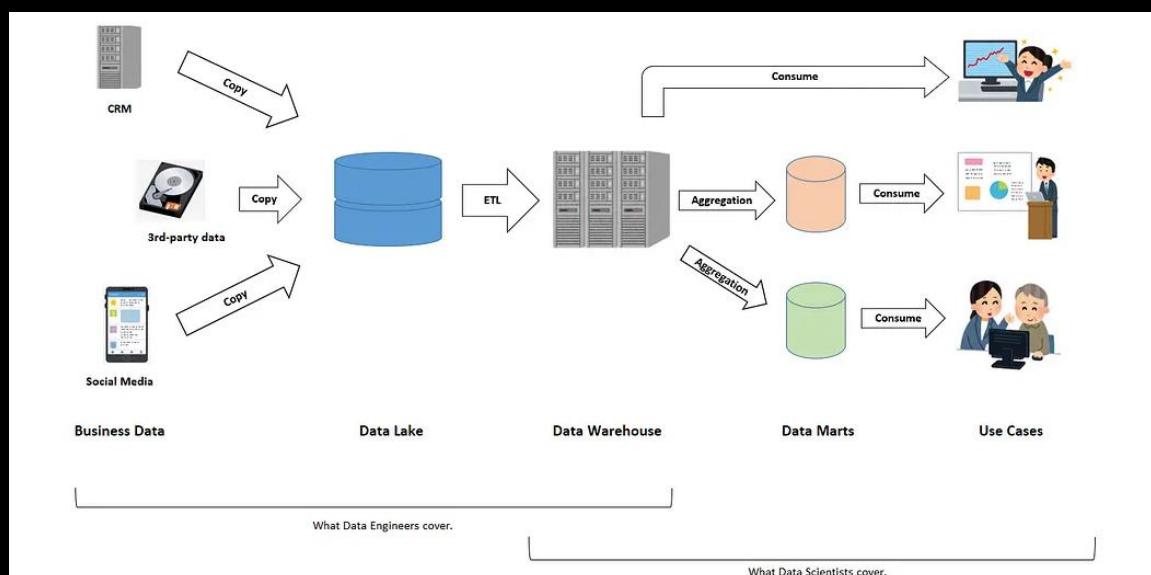 Copy
Consume
CRM
Copy
ETL
Aggregation
Consume
3rd-party data
Aggregation
Copy
Consume
Social Media
Business Data
Data Lake
Data Warehouse
Data Marts
Use Cases
What Data Engineers cover.
What Data Scientists cover.